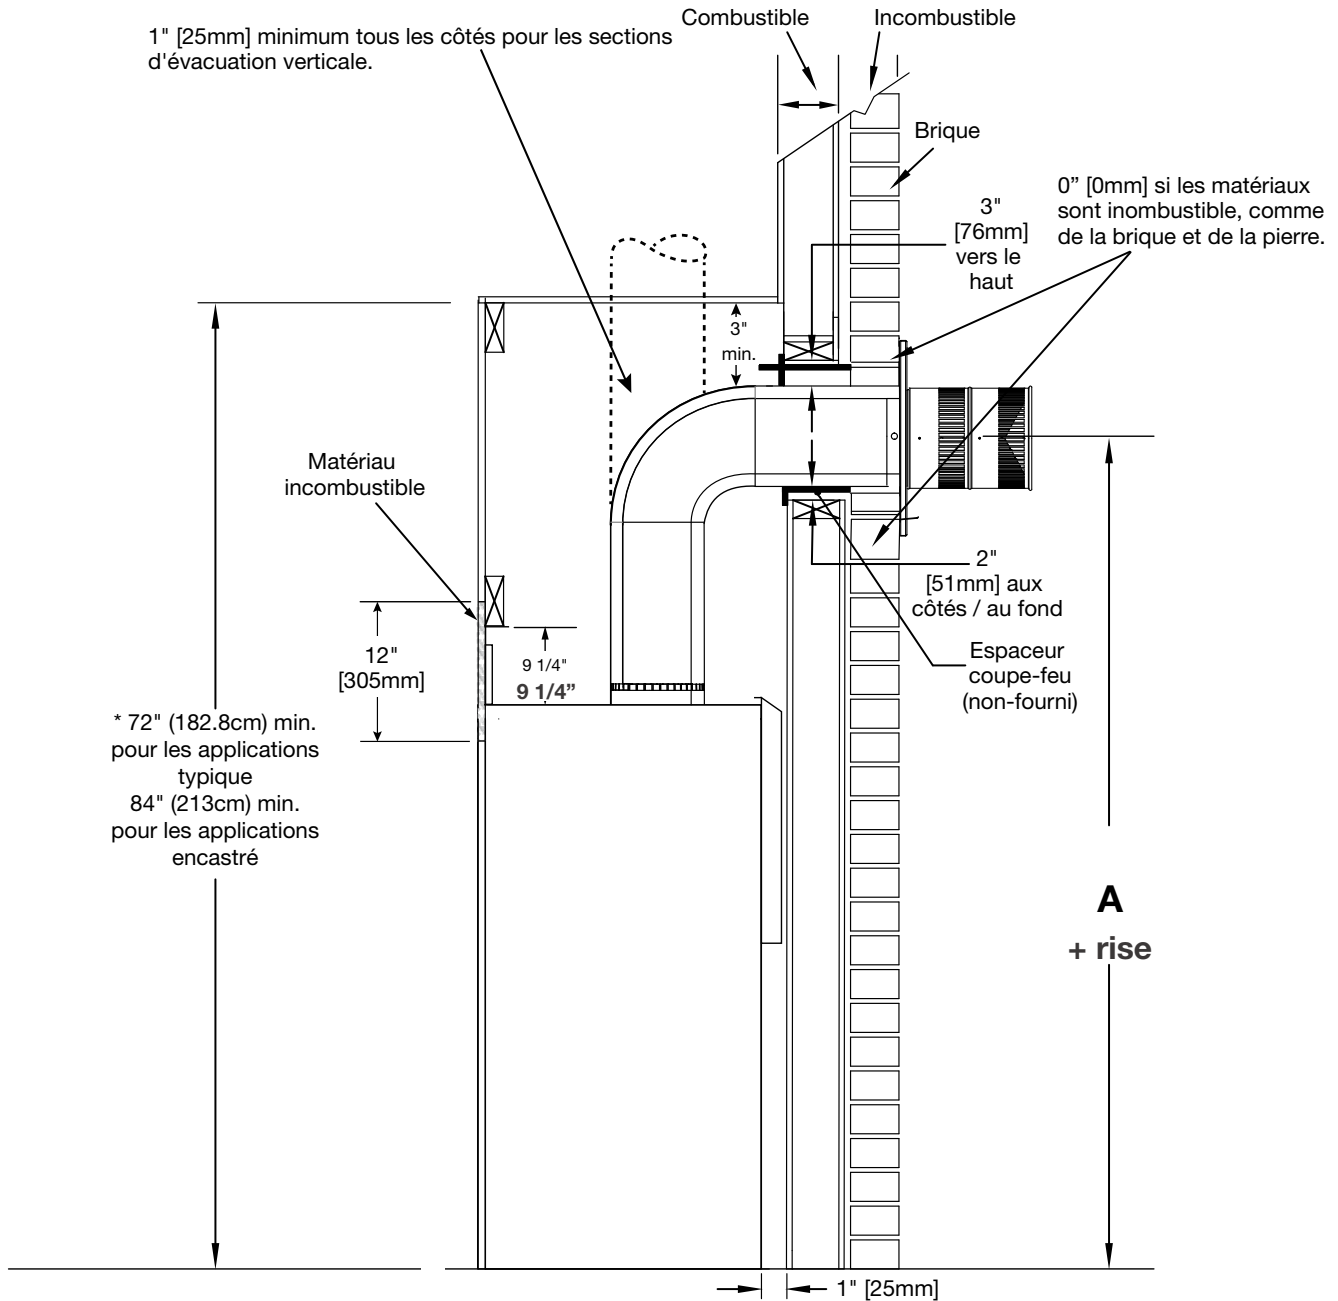 Combustible
Incombustible
1" [25mm] minimum tous les côtés pour les sections
d'évacuation verticale.
Brique
0” [0mm] si les matériaux
sont inombustible, comme
de la brique et de la pierre.
3"
[76mm]
vers le
haut
3"
min.
Matériau
incombustible
2"
[51mm] aux
côtés / au fond
12"
[305mm]
9 1/4"
9 1/4”
Espaceur
coupe-feu
(non-fourni)
* 72" (182.8cm) min.
pour les applications
typique
84" (213cm) min.
pour les applications
encastré
A
+ rise
1" [25mm]